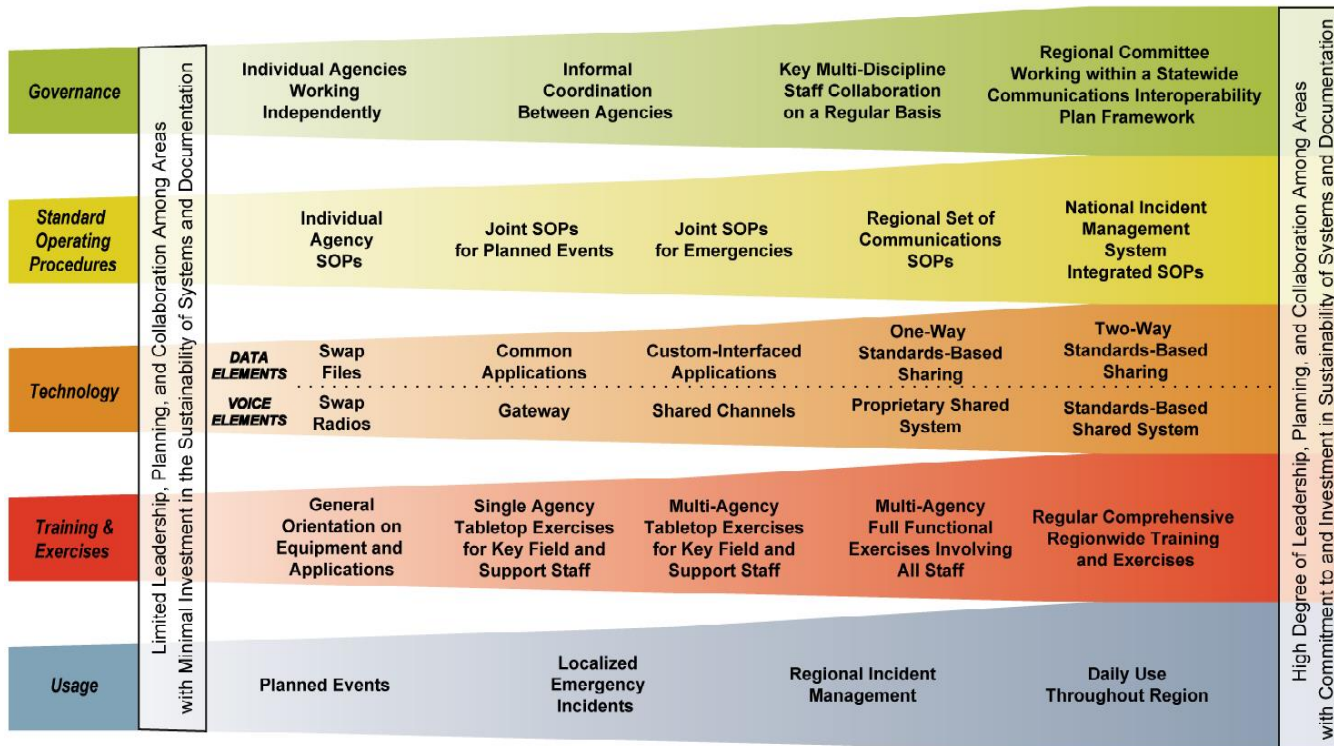 Limited Leadership, Planning, and Collaboration Among Areas
with Minimal Investment in the Sustainability of Systems and Documentation
Governance
Individual Agencies
Working
Independently
Informal
Coordination
Between Agencies
Key Multi-Discipline
Staff Collaboration
on a Regular Basis
Regional Committee
Working within a Statewide
Communications Interoperability
Plan Framework
Standard
Operating
Procedures
Individual
Agency
SOPs
Joint SOPs
for Planned Events
Joint SOPs
for Emergencies
Regional Set of
Communications
SOPs
National Incident
Management
System
Integrated SOPs
Technology
DATA
ELEMENTS
Swap
Files
Common
Applications
Custom-Interfaced
Applications
One-Way
Standards-Based
Sharing
Two-Way
Standards-Based
Sharing
VOICE
ELEMENTS
Swap
Radios
Gateway
Shared Channels
Proprietary Shared
System
Standards-Based
Shared System
Training &
Exercises
General
Orientation on
Equipment and
Applications
Single Agency
Tabletop Exercises
for Key Field and
Support Staff
Multi-Agency
Tabletop Exercises
for Key Field and
Support Staff
Multi-Agency
Full Functional
Exercises Involving
All Staff
Regular Comprehensive
Regionwide Training
and Exercises
Usage
Planned Events
Localized
Emergency
Incidents
Regional Incident
Management
Daily Use
Throughout Region
High Degree of Leadership, Planning, and Collaboration Among Areas
with Commitment to and Investment in Sustainability of Systems and Documentation